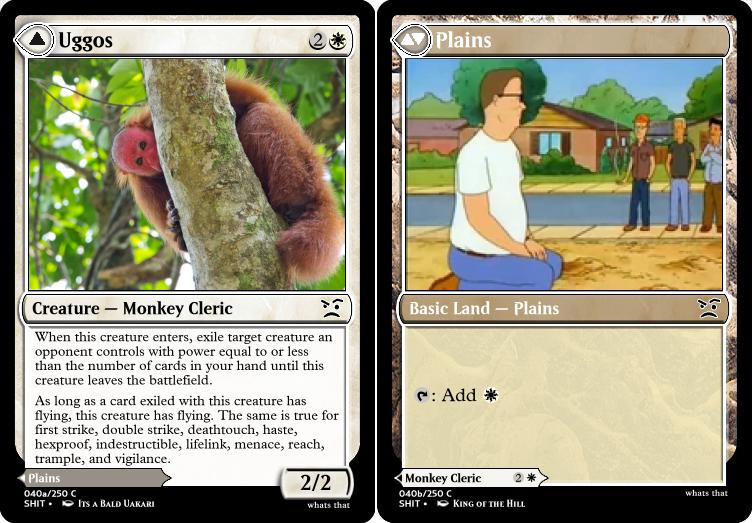 Uggos 2
Creature — Monkey Cleric
When this creature enters, exile target creature an
opponent controls with power equal to or less
than the number of cards in your hand until this
creature leaves the battlefield.
As long as a card exiled with this creature has
flying, this creature has flying. The same is true for
first strike, double strike, deathtouch, haste,
hexproof, indestructible, lifelink, menace, reach,
trample, and vigilance.
Plains
2/2
040a/250 C
SHIT • Its a Bald Uakari
whats that
Plains
Basic Land — Plains
: Add
Monkey Cleric 2
040b/250 C
SHIT • King of the Hill
whats that